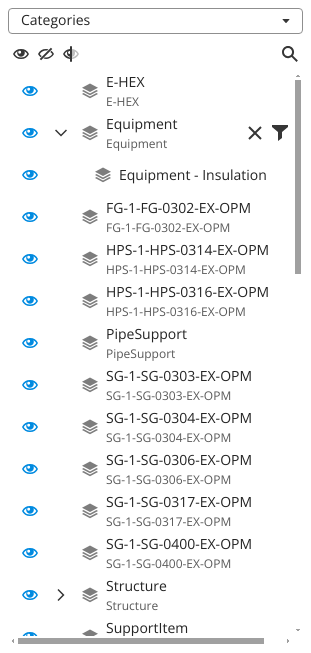 Categories
E-HEX
E-HEX
Equipment
Equipment
Equipment - Insulation
FG-1-FG-0302-EX-OPM
FG-1-FG-0302-EX-OPM
HPS-1-HPS-0314-EX-OPM
HPS-1-HPS-0314-EX-OPM
HPS-1-HPS-0316-EX-OPM
HPS-1-HPS-0316-EX-OPM
PipeSupport
PipeSupport
SG-1-SG-0303-EX-OPM
SG-1-SG-0303-EX-OPM
SG-1-SG-0304-EX-OPM
SG-1-SG-0304-EX-OPM
SG-1-SG-0306-EX-OPM
SG-1-SG-0306-EX-OPM
SG-1-SG-0317-EX-OPM
SG-1-SG-0317-EX-OPM
SG-1-SG-0400-EX-OPM
SG-1-SG-0400-EX-OPM
Structure
Structure
SupportItem